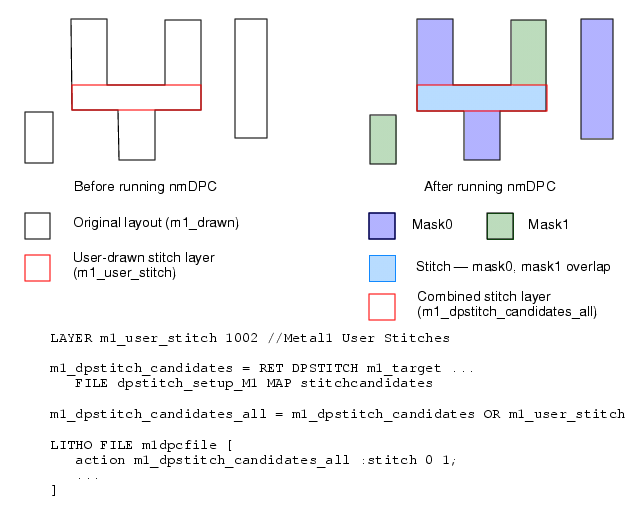 Before running nmDPC
After running nmDPC
Original layout (m1_drawn)
User-drawn stitch layer
(m1_user_stitch)
Mask0
Mask1
Stitch — mask0, mask1 overlap
Combined stitch layer
(m1_dpstitch_candidates_all)
LAYER m1_user_stitch 1002 //Metal1 User Stitches
m1_dpstitch_candidates = RET DPSTITCH m1_target ...
FILE dpstitch_setup_M1 MAP stitchcandidates
m1_dpstitch_candidates_all = m1_dpstitch_candidates OR m1_user_stitch
LITHO FILE m1dpcfile [
action m1_dpstitch_candidates_all :stitch 0 1;
...
]